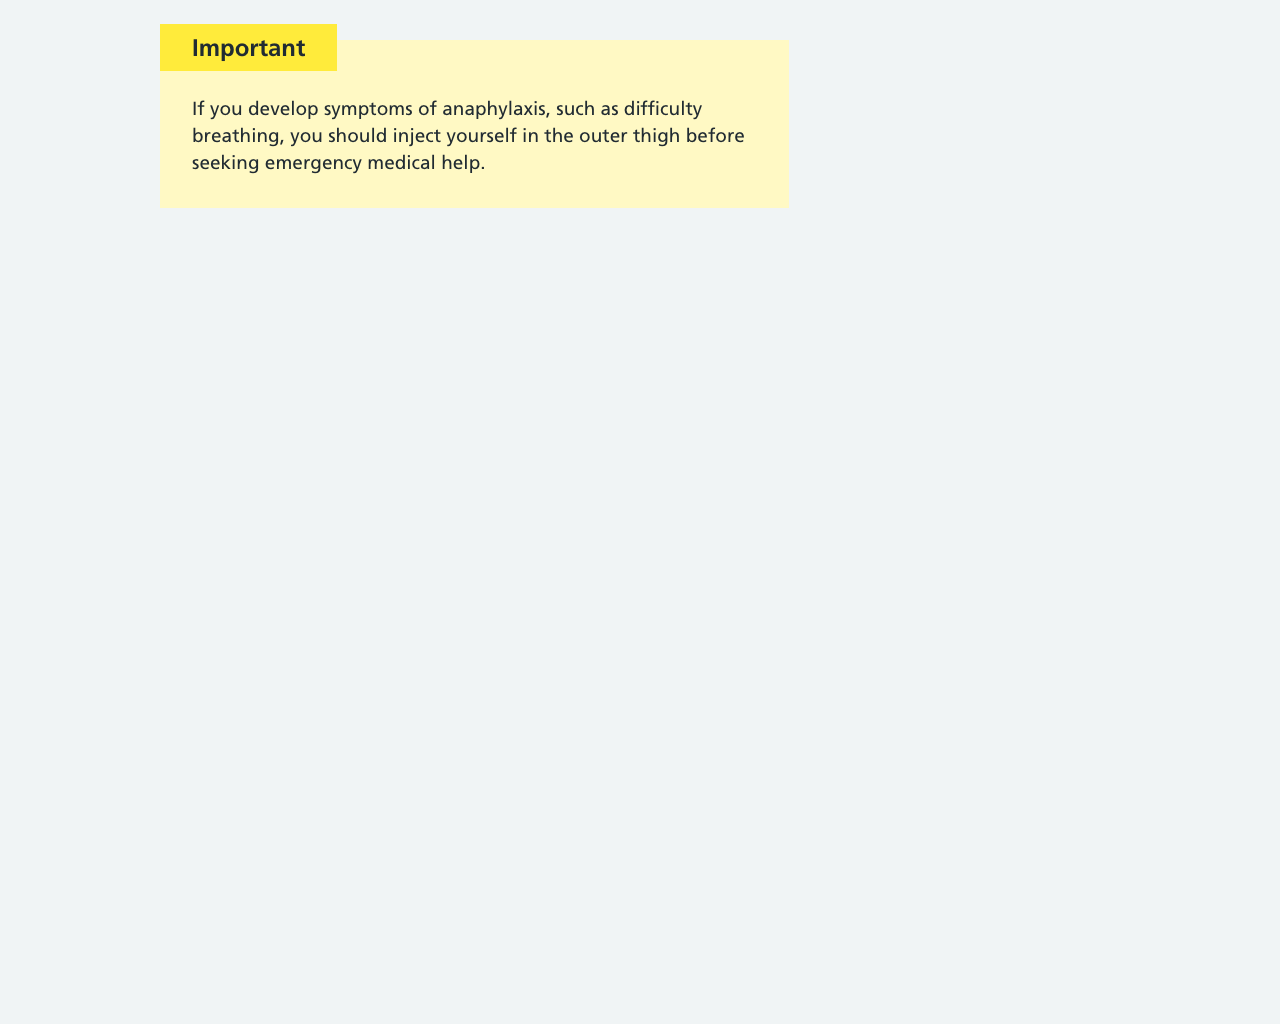 Important
If you develop symptoms of anaphylaxis, such as difficulty
breathing, you should inject yourself in the outer thigh before
seeking emergency medical help.